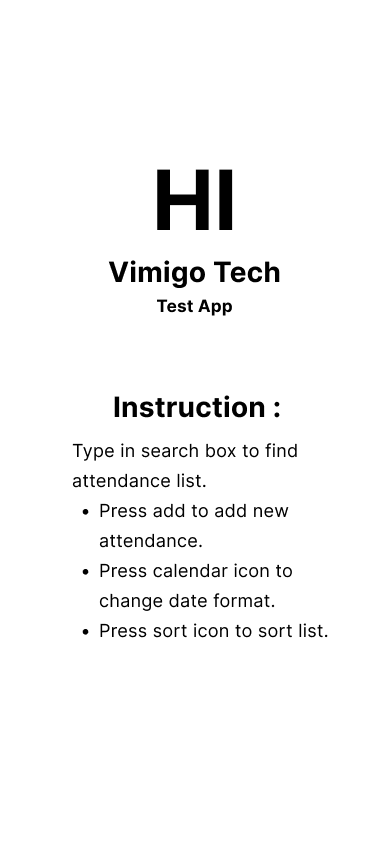 HI
Vimigo Tech
Test App
Instruction :
Type in search box to find
attendance list.
• Press add to add new
attendance.
• Press calendar icon to
change date format.
• Press sort icon to sort list.